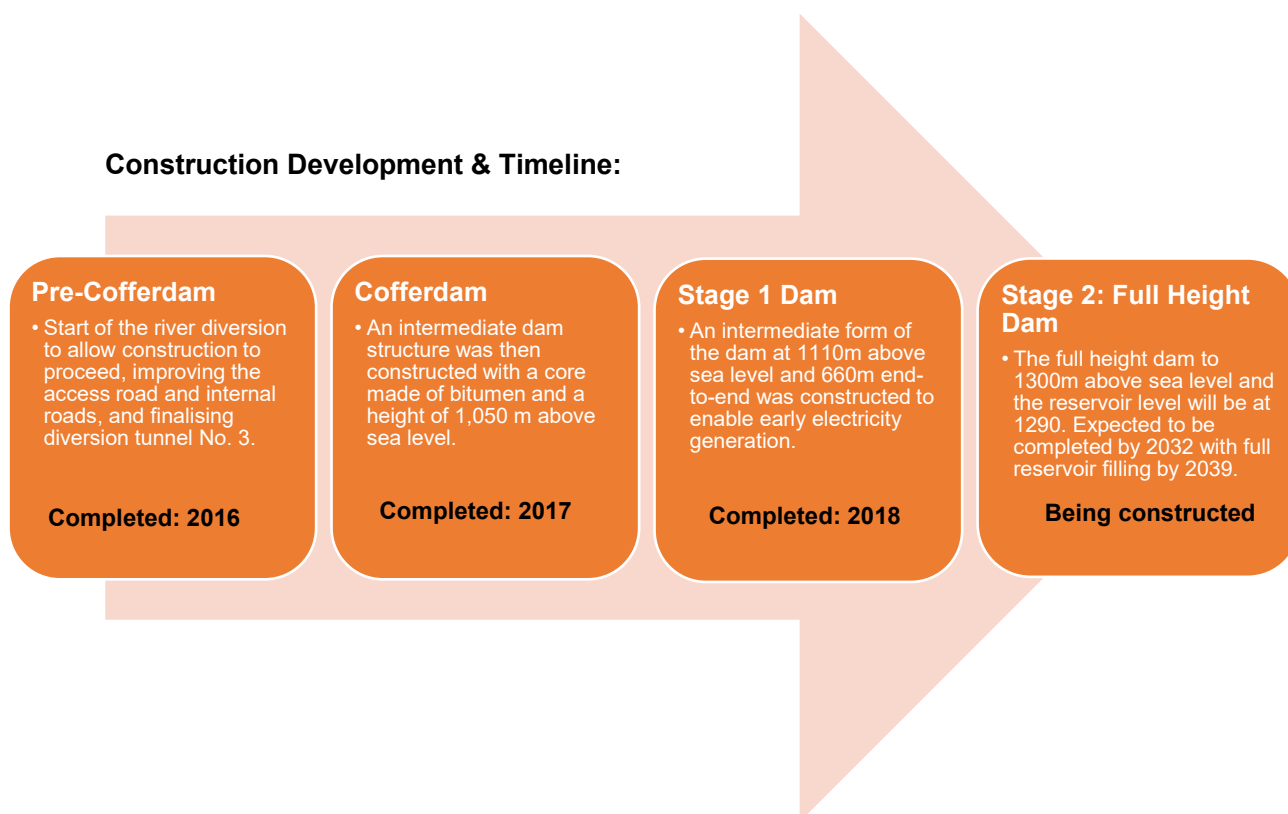 Construction Development & Timeline:
Pre-Cofferdam
• Start of the river diversion
to allow construction to
proceed, improving the
access road and internal
roads, and finalising
diversion tunnel No. 3.
Completed: 2016
Cofferdam
• An intermediate dam
structure was then
constructed with a core
made of bitumen and a
height of 1,050 m above
sea level.
Completed: 2017
Stage 1 Dam
• An intermediate form of
the dam at 1110m above
sea level and 660m end-
to-end was constructed to
enable early electricity
generation.
Completed: 2018
Stage 2: Full Height
Dam
• The full height dam to
1300m above sea level and
the reservoir level will be at
1290. Expected to be
completed by 2032 with full
reservoir filling by 2039.
Being constructed